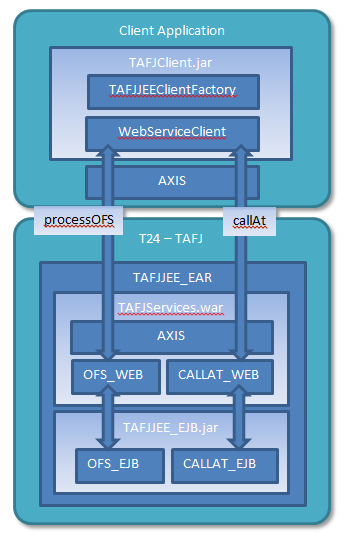 Client Application
TAFJClient.jar
TAFJJEEClientFactory
WebServiceClient
AXIS
processOFS
callAt
T24 – TAFJ
TAFJJEE_EAR
TAFJServices.war
AXIS
OFS_WEB
CALLAT_WEB
TAFJJEE_EJB.jar
OFS_EJB
CALLAT_EJB